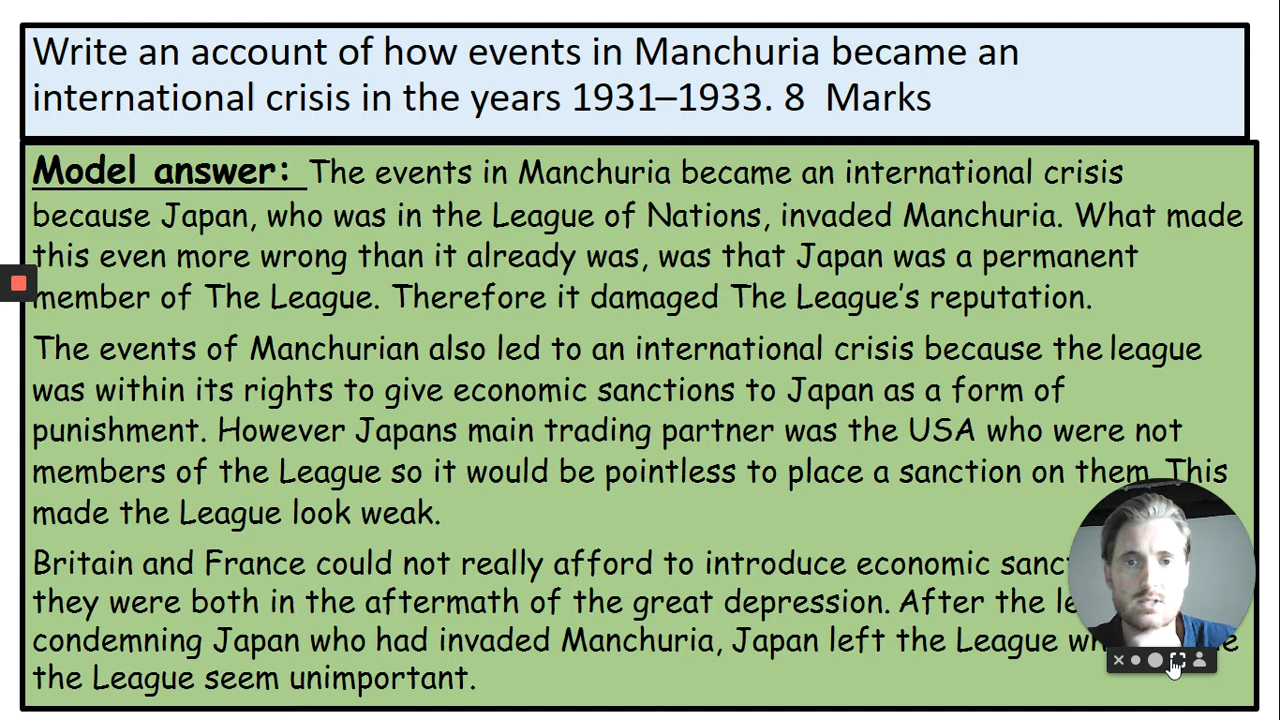 Write an account of how events in Manchuria became an
international crisis in the years 1931–1933. 8 Marks
Model answer: The events in Manchuria became an international crisis
because Japan, who was in the League of Nations, invaded Manchuria. What made
this even more wrong than it already was, was that Japan was a permanent
member of The League. Therefore it damaged The League's reputation.
The events of Manchurian also led to an international crisis because the league
was within its rights to give economic sanctions to Japan as a form of
punishment. However Japans main trading partner was the USA who were not
members of the League so it would be pointless to place a sanction on them. This
made the League look weak.
Britain and France could not really afford to introduce economic
they were both in the aftermath of the great depression. After the
condemning Japan who had invaded Manchuria, Japan left the League
the League seem unimportant.